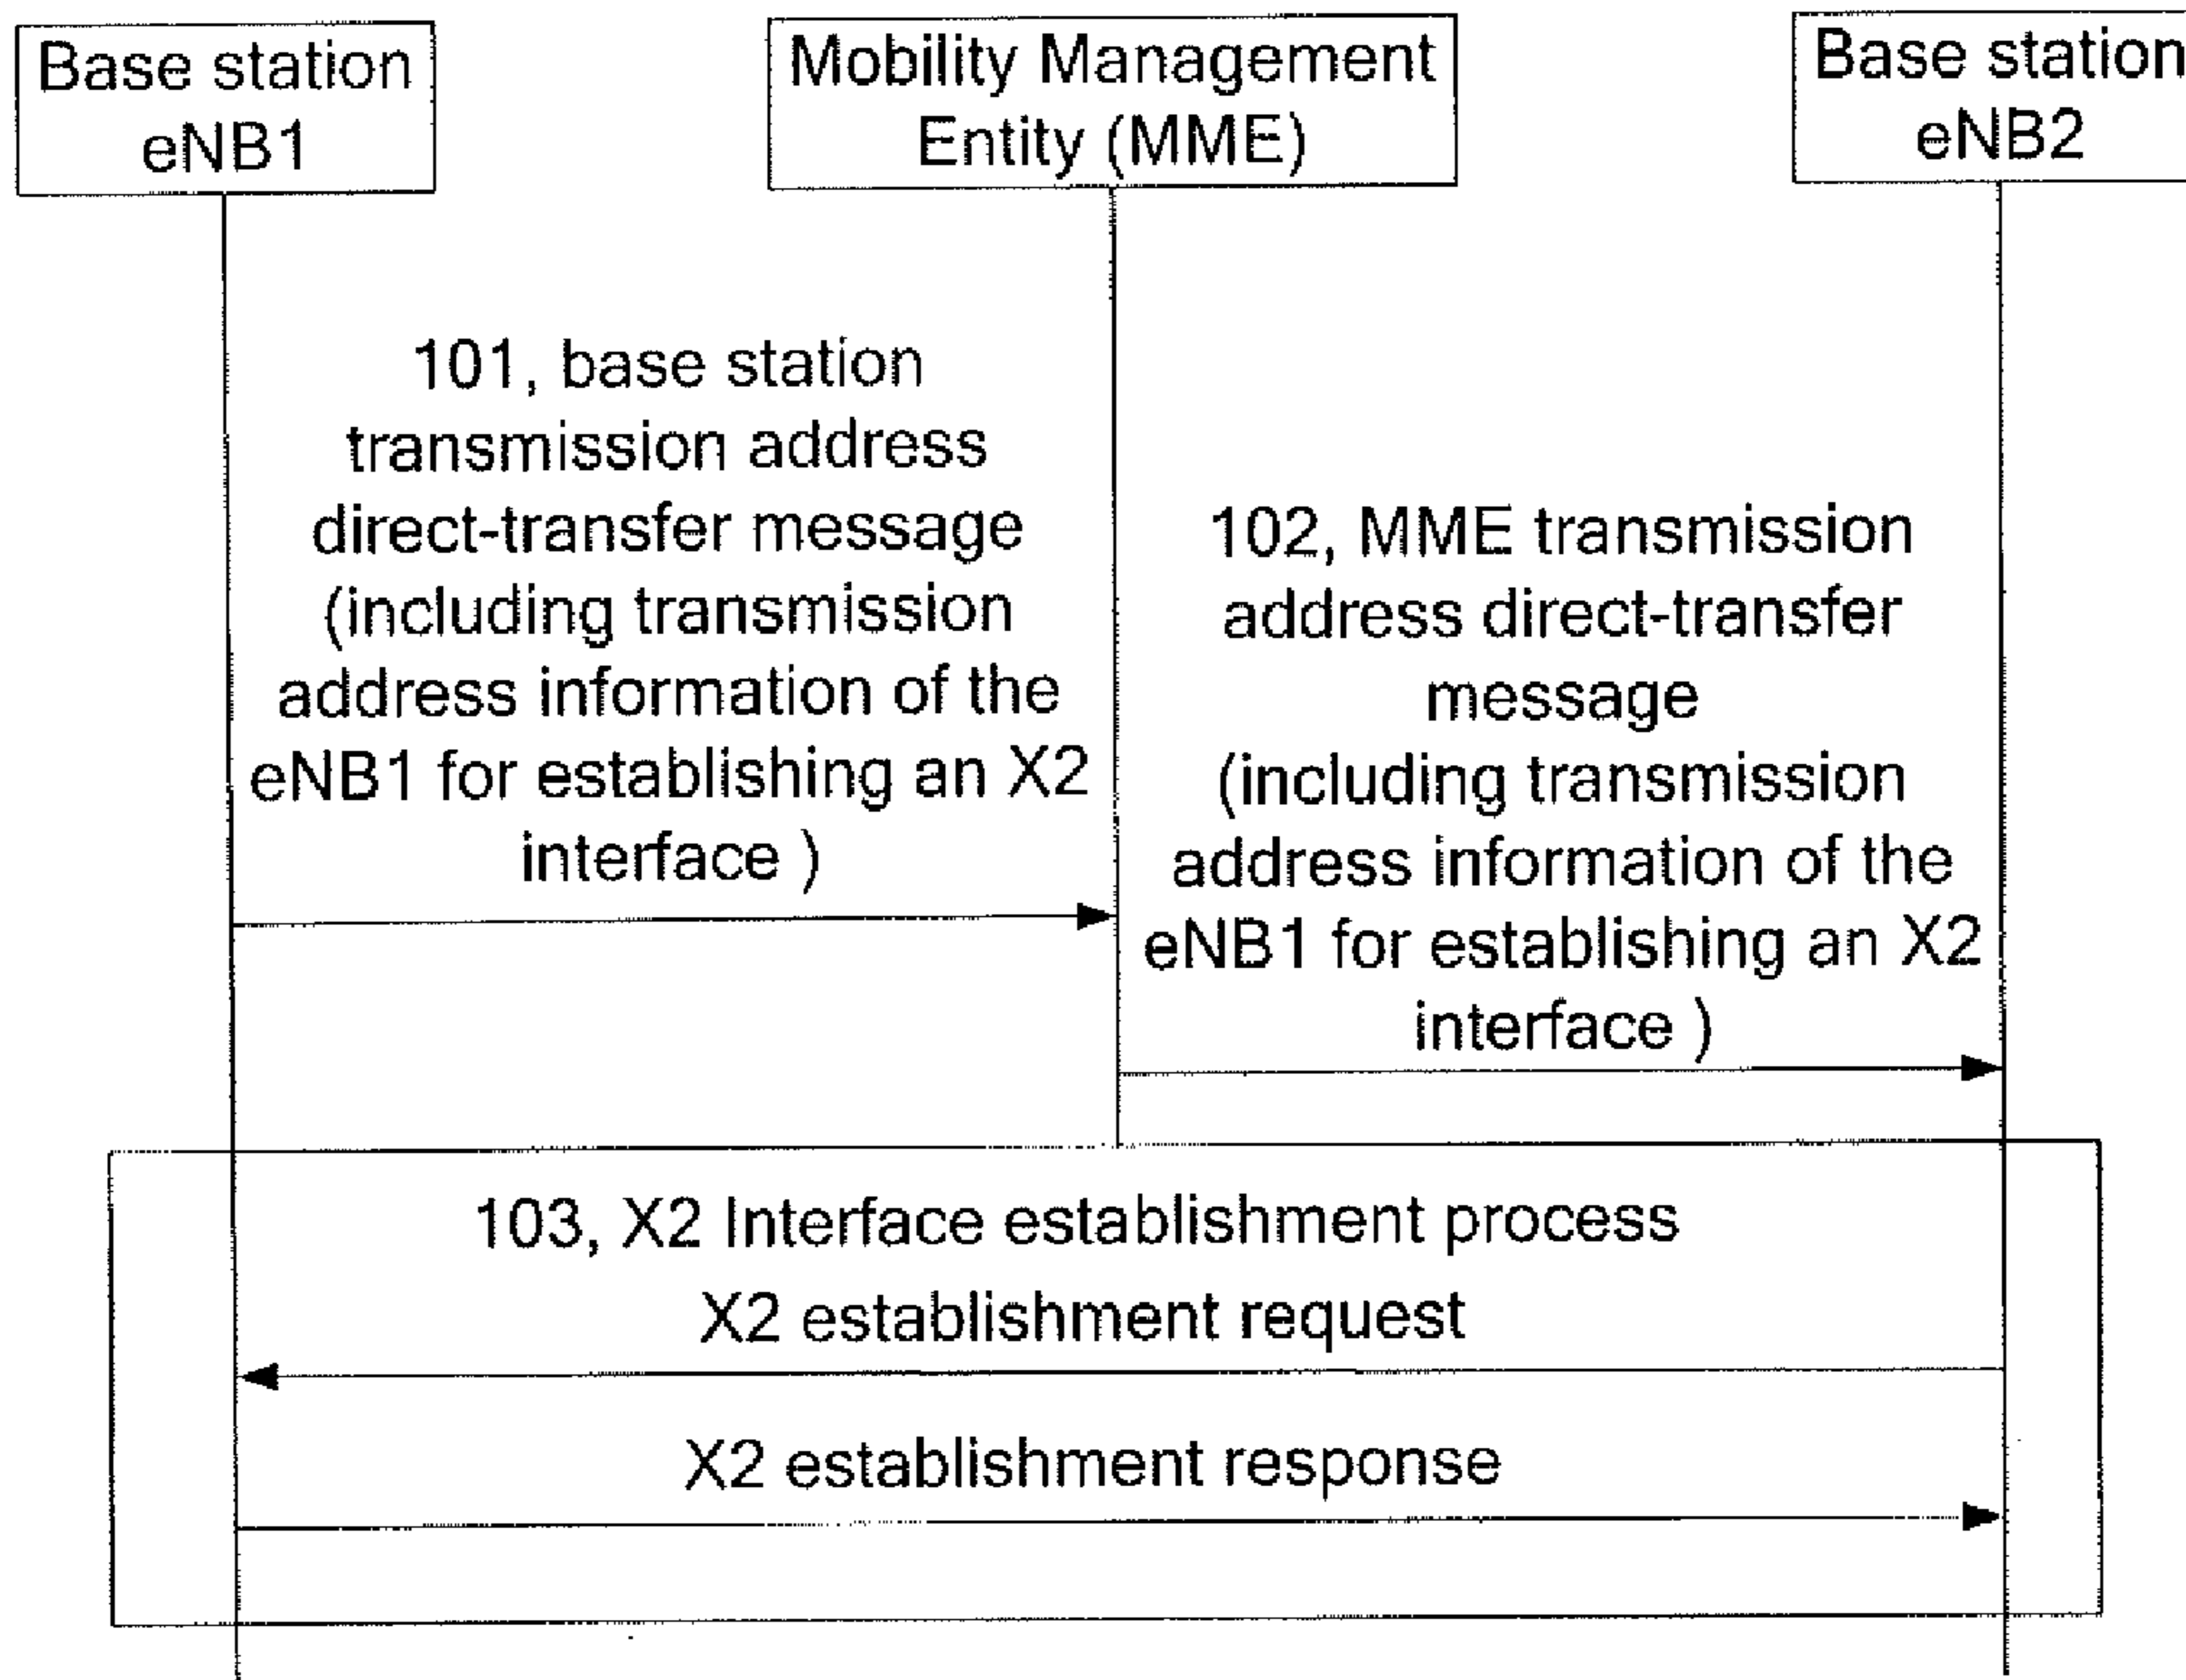 Base station
eNB1
Mobility Management
Entity (MME)
Base station
eNB2
101, base station
transmission address
direct-transfer message
(including transmission
address information of the
eNB1 for establishing an X2
interface )
102, MME transmission
address direct-transfer
message
(including transmission
address information of the
eNB1 for establishing an X2
interface )
103, X2 Interface establishment process
X2 establishment request
X2 establishment response